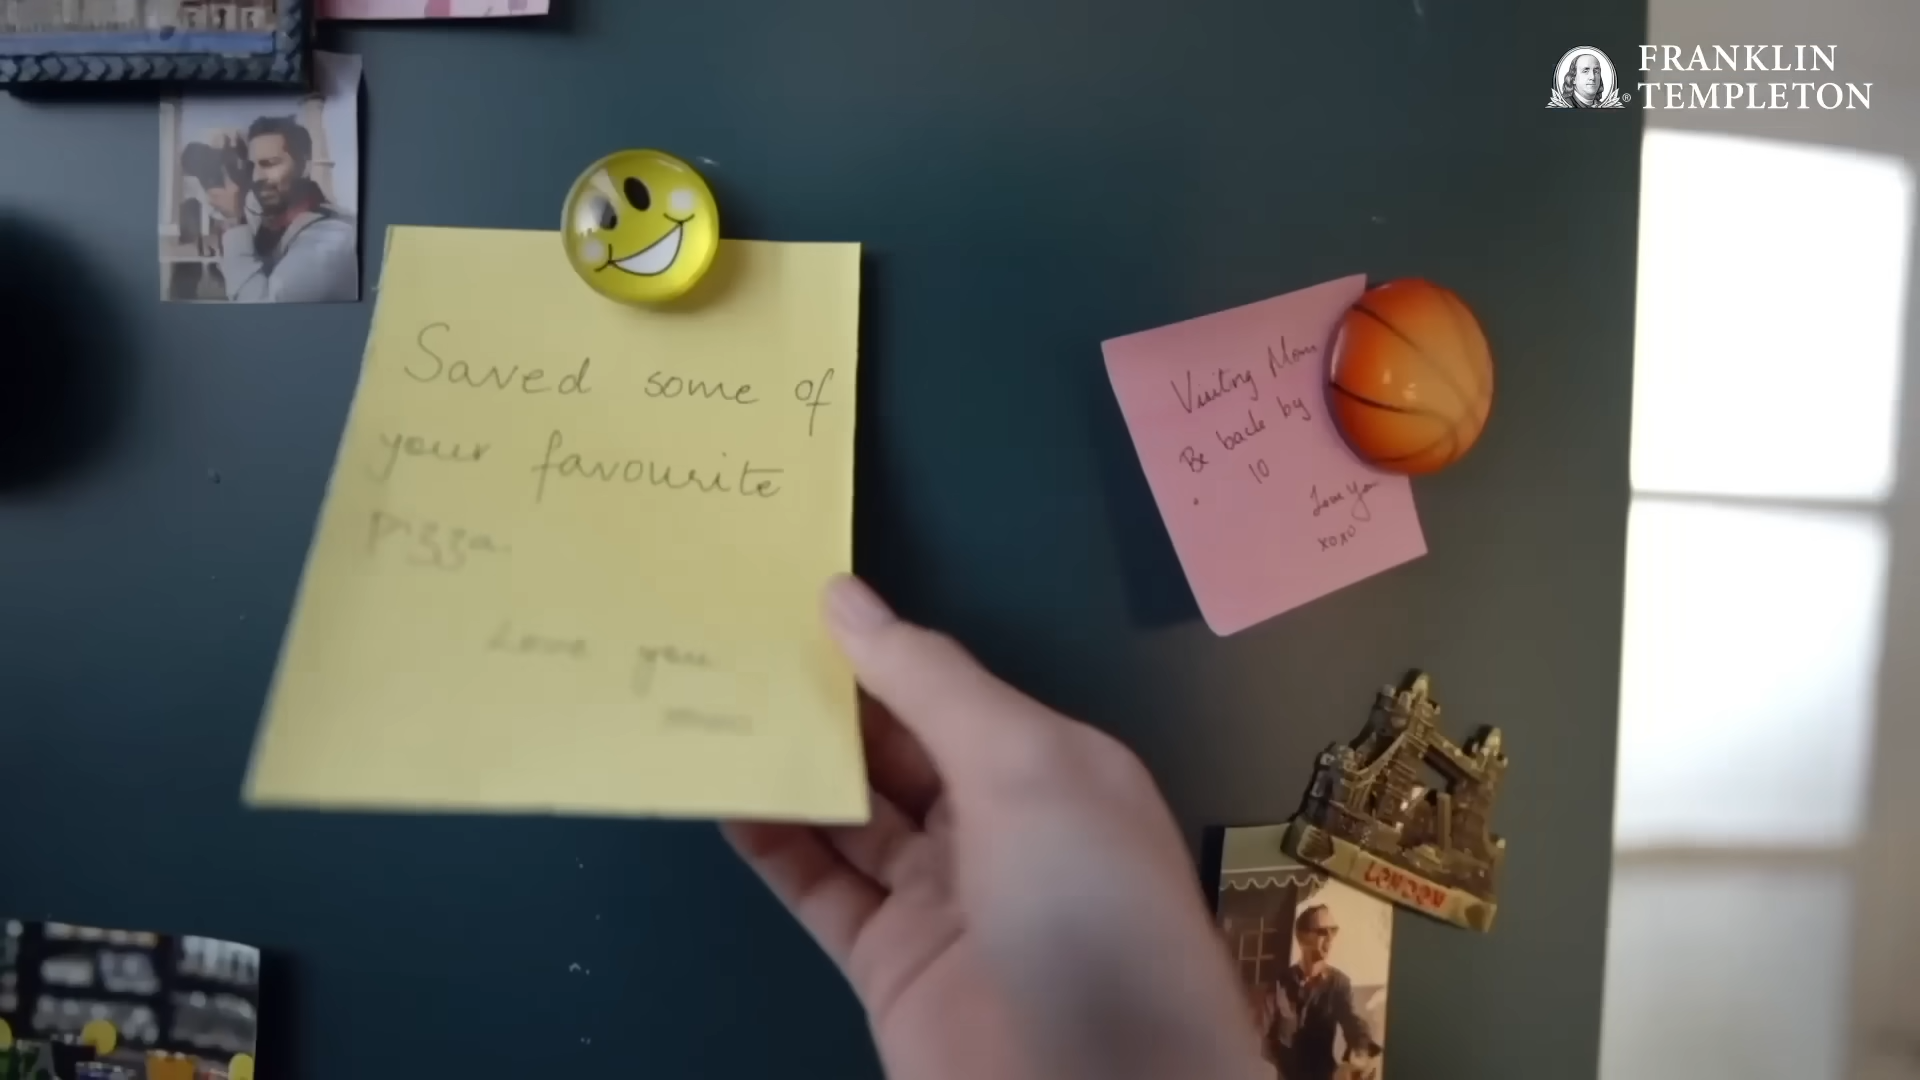 FRANKLIN
TEMPLETON
Saved some of
your favourite
pizza.
Love you
Visiting Mom
Be back by
10
Love You
xoxo
LONDON